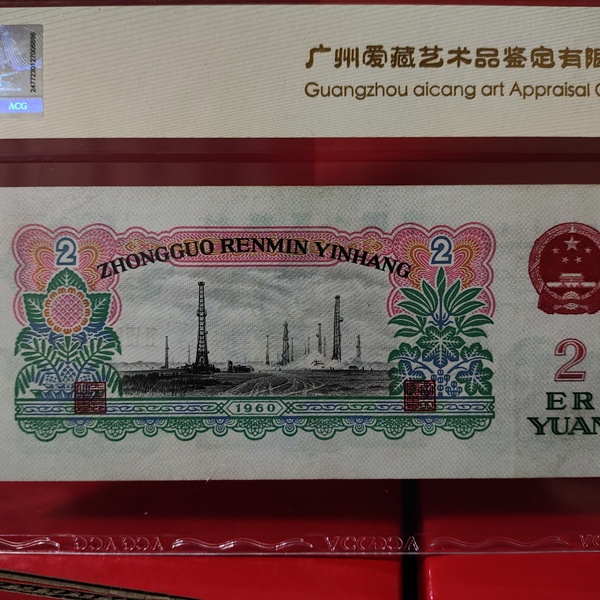 2477230127006898
ACG
广州爱藏艺术品鉴定有限
Guangzhou aicang art Appraisal C
2
ZHONGGUO RENMIN YINHANG
2
2
ER
YUAN
1960